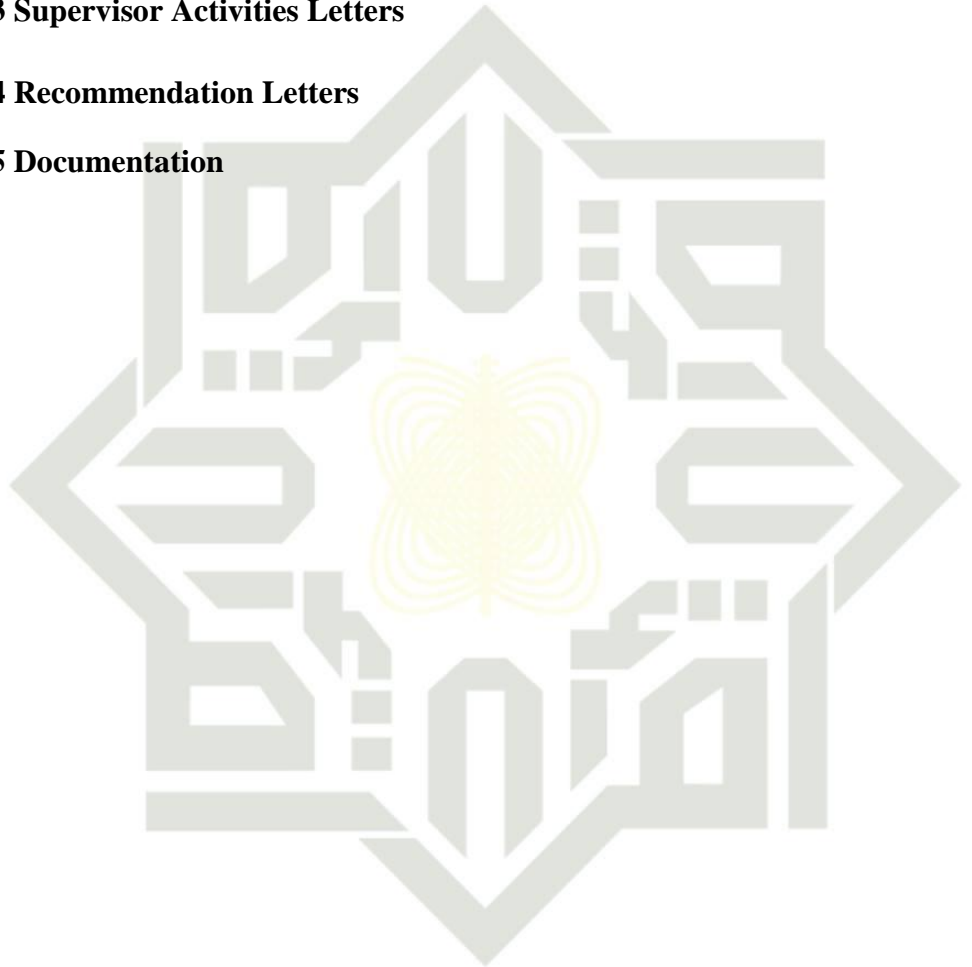 3 Supervisor Activities Letters
4 Recommendation Letters
5 Documentation